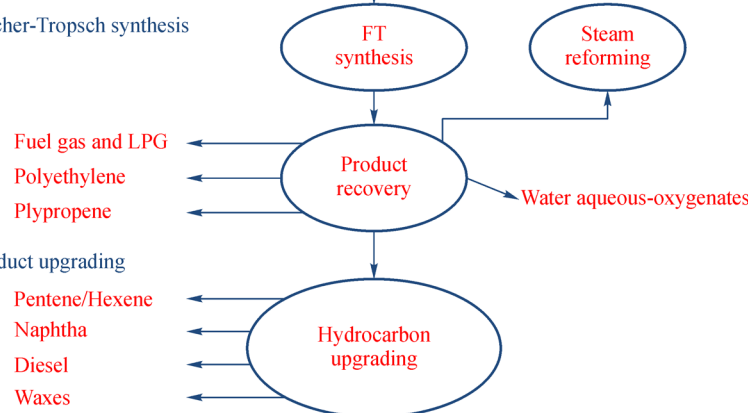 cher-Tropsch synthesis
FT
synthesis
Steam
reforming
Fuel gas and LPG
Polyethylene
Plypropene
Product
recovery
Water aqueous-oxygenates
duct upgrading
Pentene/Hexene
Naphtha
Diesel
Waxes
Hydrocarbon
upgrading